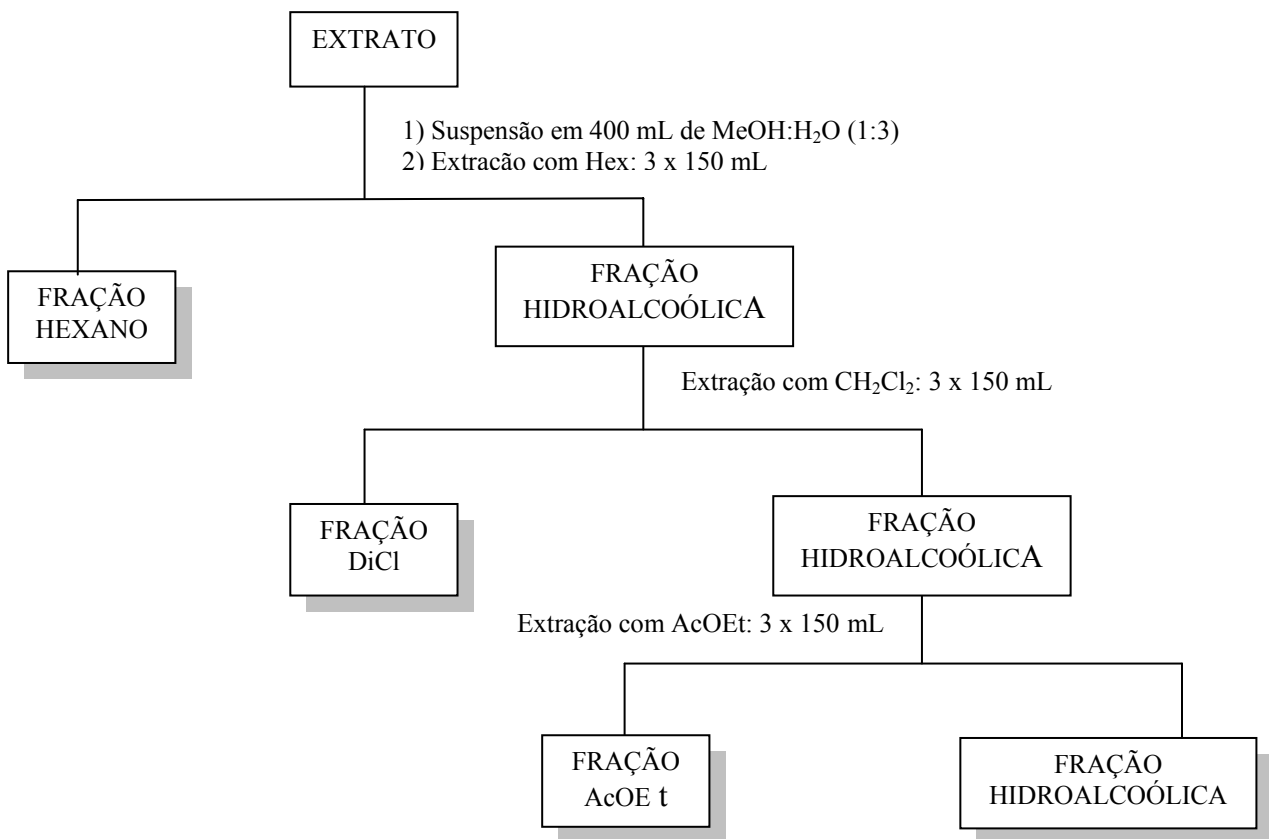 EXTRATO
1) Suspensão em 400 mL de MeOH:H₂O (1:3)
2) Extracão com Hex: 3 x 150 mL
FRAÇÃO
HEXANO
FRAÇÃO
HIDROALCOÓLICA
Extração com CH₂Cl₂: 3 x 150 mL
FRAÇÃO
DiCl
FRAÇÃO
HIDROALCOÓLICA
Extração com AcOEt: 3 x 150 mL
FRAÇÃO
AcOE t
FRAÇÃO
HIDROALCOÓLICA